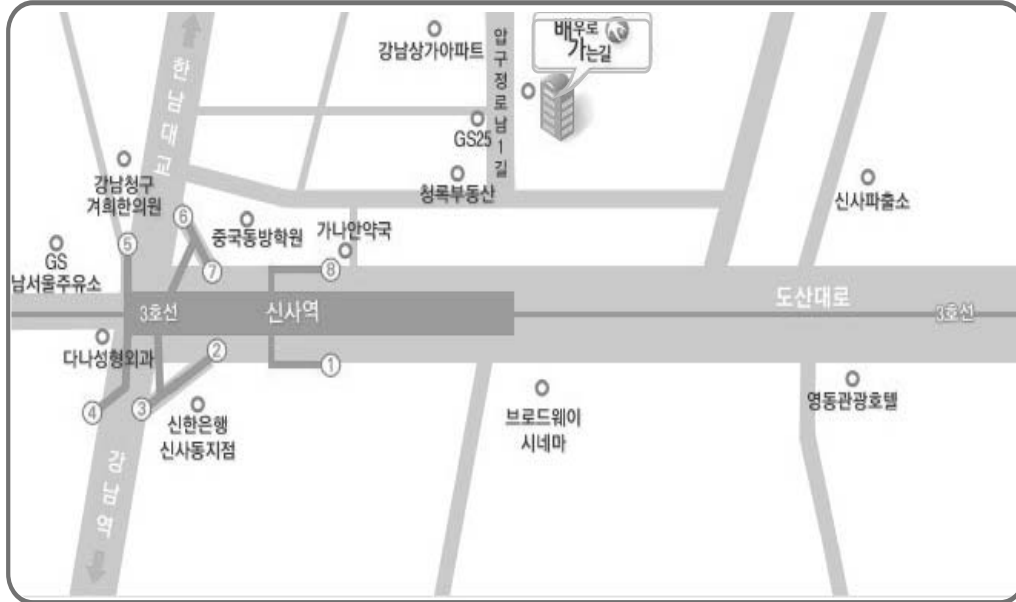 배우로
가는길
강남상가아파트
압구정로남1길
한남대교
GS25
강남청구
겨희한의원
청록부동산
신사파출소
⑥
중국동방학원
가나안약국
⑤
GS
남서울주유소
⑦
⑧
3호선
신사역
도산대로
3호선
다나성형외과
②
①
④
③
신한은행
신사동지점
브로드웨이
시네마
영동관광호텔
강남역